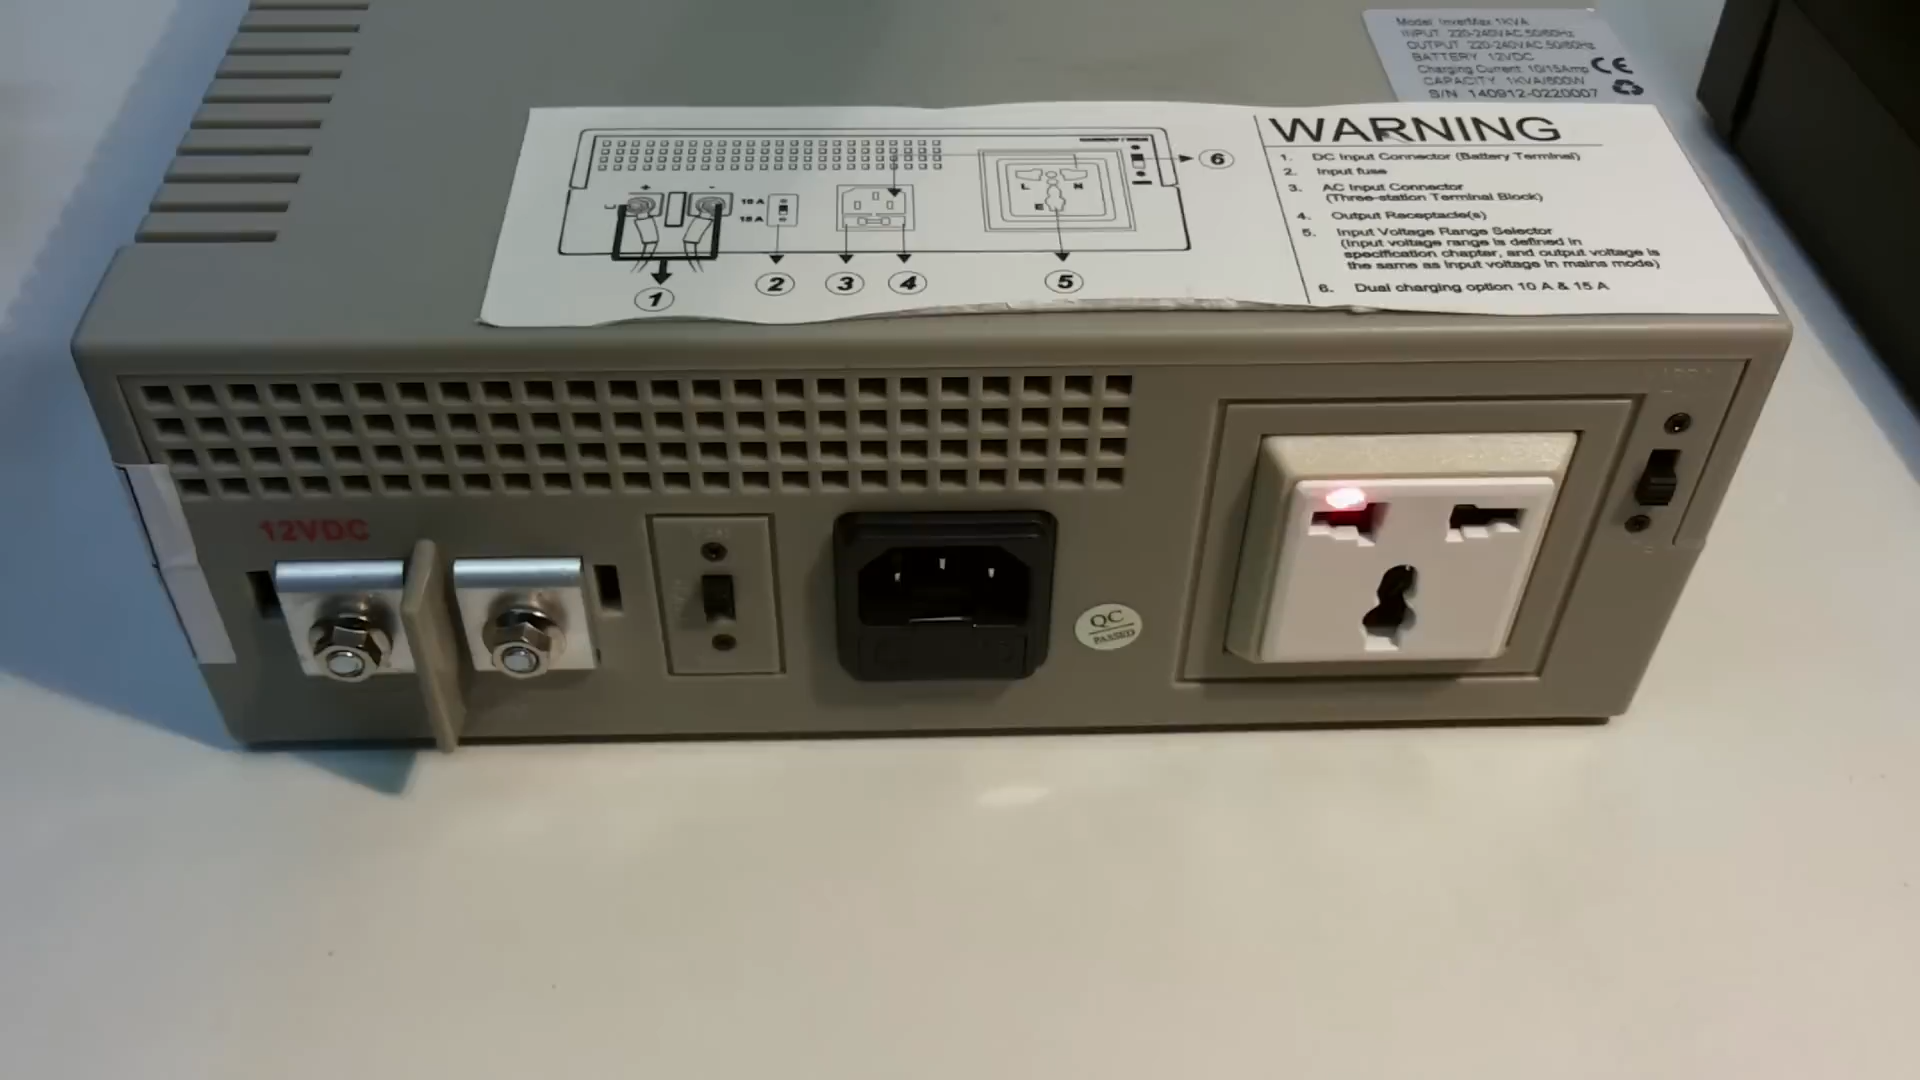 Model InverMax 1KVA
INPUT 220-240VAC,50/60Hz
OUTPUT 220-240VAC,50/60Hz
BATTERY 12VDC
Charging Current 10/15Amp
CAPACITY 1KVA/600W
S/N 140912-0220007
CE
WARNING
1. DC Input Connector (Battery Terminal)
2. Input fuse
3. AC Input Connector
(Three-station Terminal Block)
4. Output Receptacle(s)
5. Input Voltage Range Selector
(Input voltage range is defined in
specification chapter, and output voltage is
the same as input voltage in mains mode)
6. Dual charging option 10 A & 15 A
+ -
10 A
15 A
L N
E
1 2 3 4 5 6
12VDC
QC
PASSED